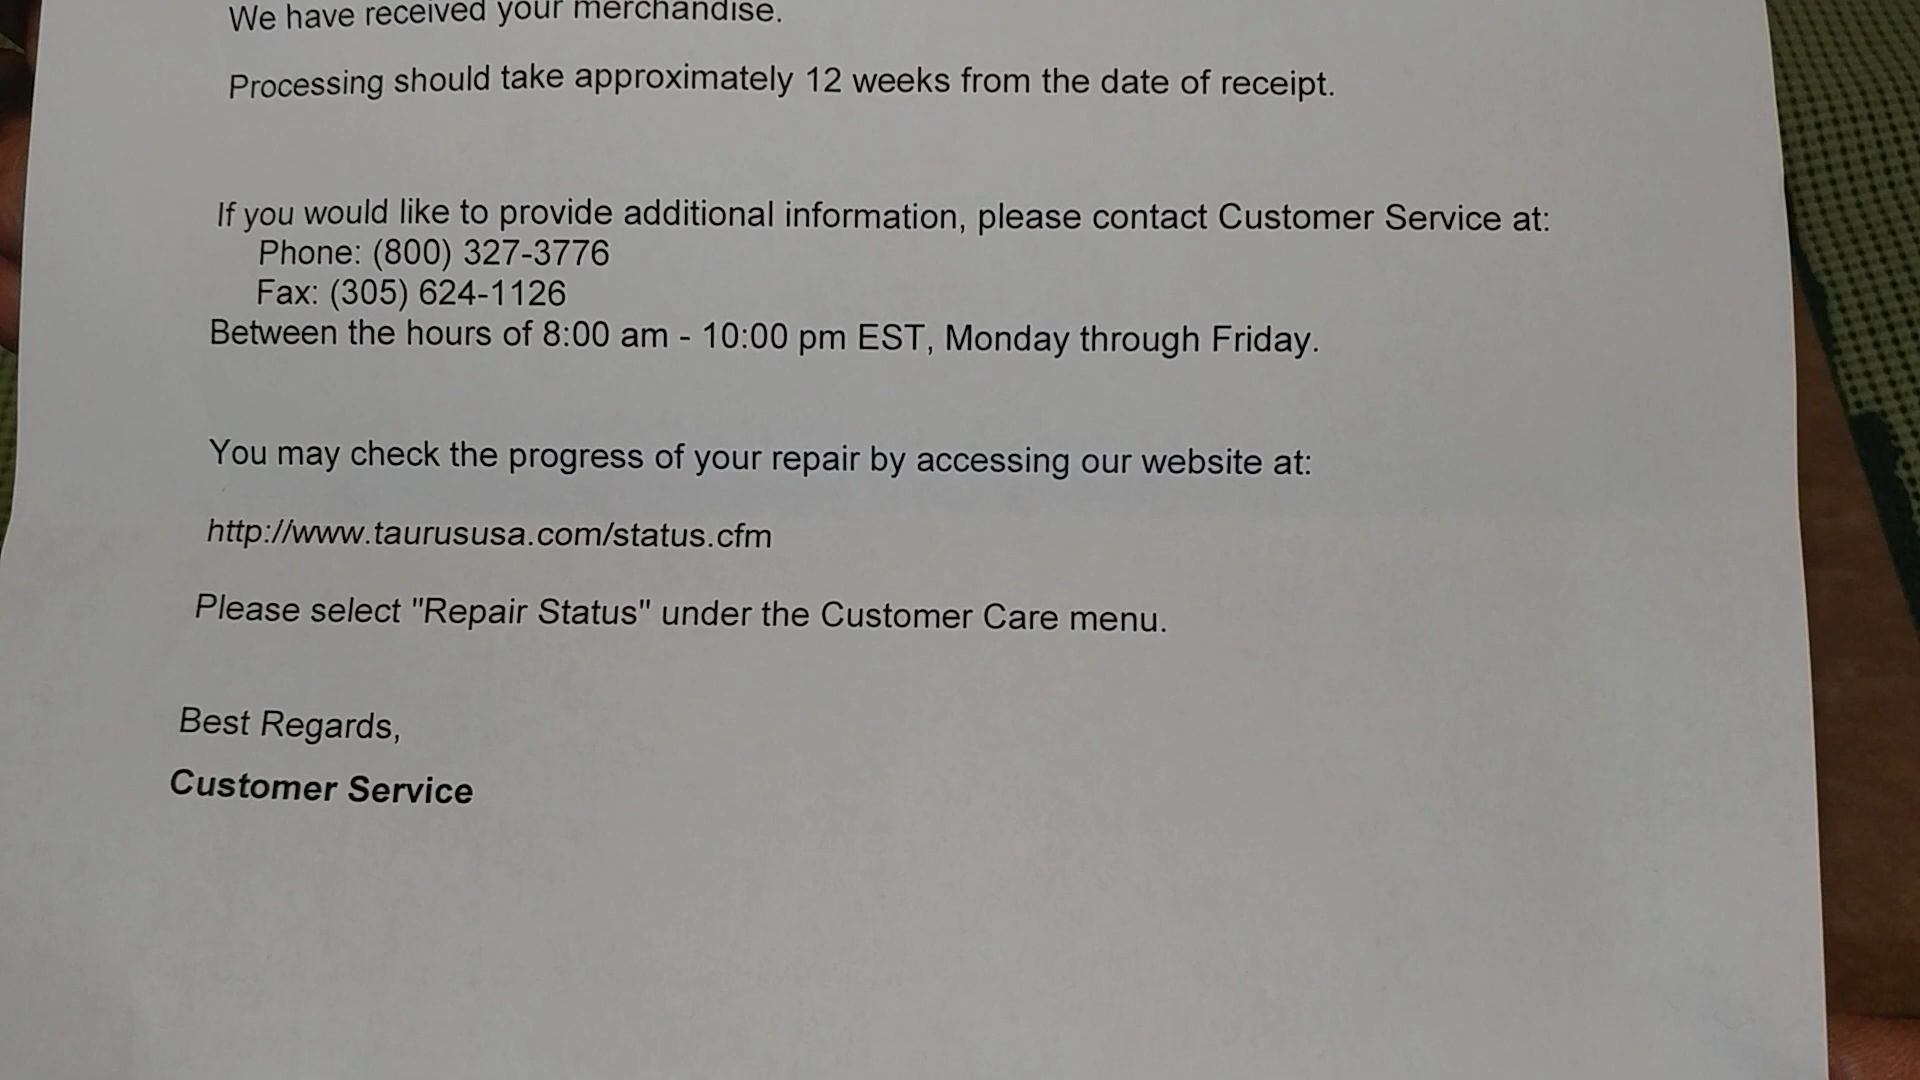 We have received your merchandise.
Processing should take approximately 12 weeks from the date of receipt.
If you would like to provide additional information, please contact Customer Service at:
Phone: (800) 327-3776
Fax: (305) 624-1126
Between the hours of 8:00 am - 10:00 pm EST, Monday through Friday.
You may check the progress of your repair by accessing our website at:
http://www.taurususa.com/status.cfm
Please select "Repair Status" under the Customer Care menu.
Best Regards,
Customer Service